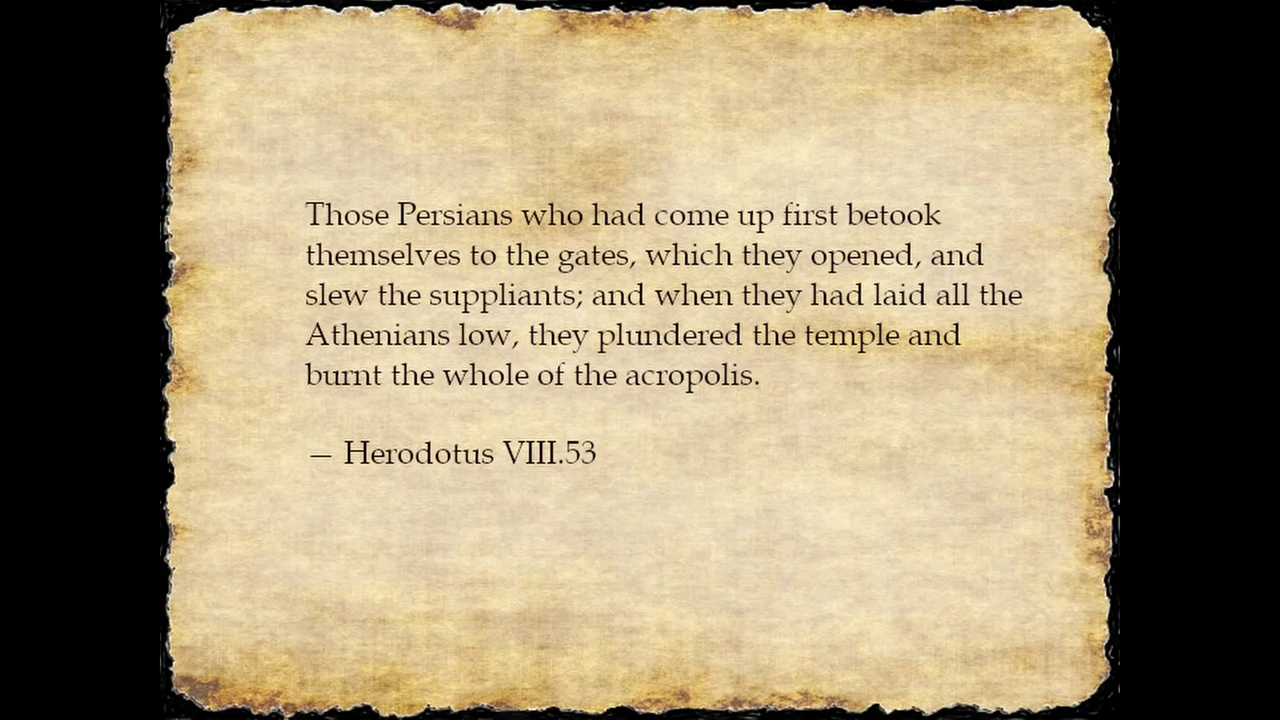 Those Persians who had come up first betook
themselves to the gates, which they opened, and
slew the suppliants; and when they had laid all the
Athenians low, they plundered the temple and
burnt the whole of the acropolis.
— Herodotus VIII.53